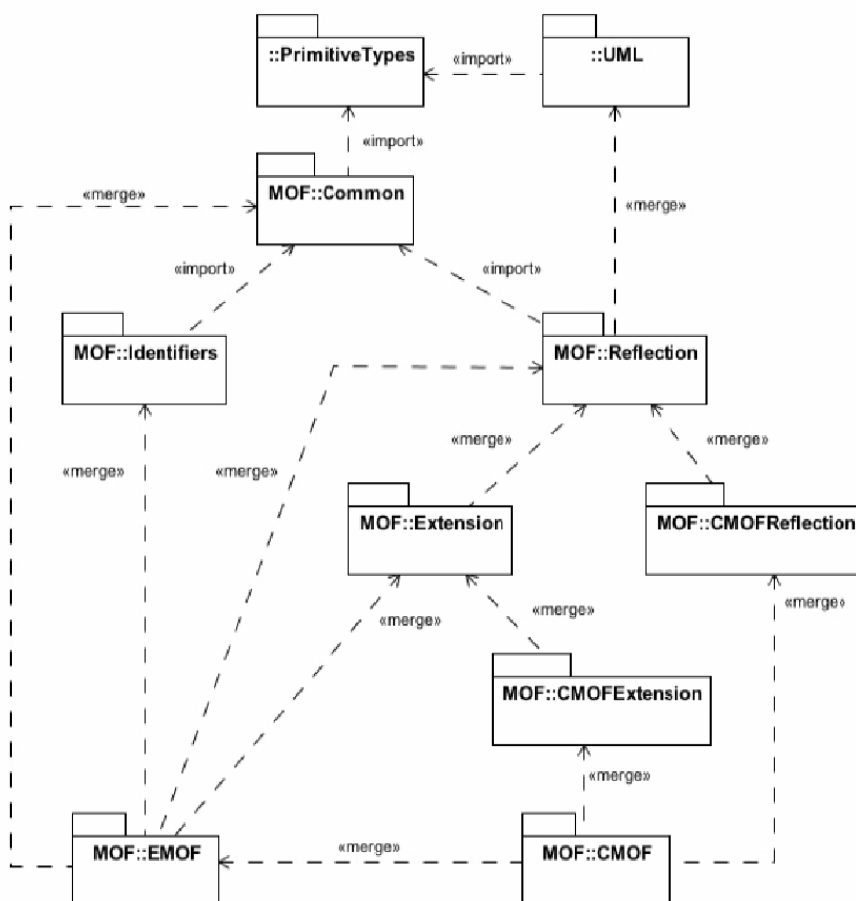 ::PrimitiveTypes
«import»
::UML
«import»
MOF::Common
«merge»
«merge»
«import»
«import»
MOF::Identifiers
MOF::Reflection
«merge»
«merge»
«merge»
«merge»
MOF::Extension
MOF::CMOFReflection
«merge»
«merge»
«merge»
MOF::CMOFExtension
«merge»
MOF::EMOF
«merge»
MOF::CMOF